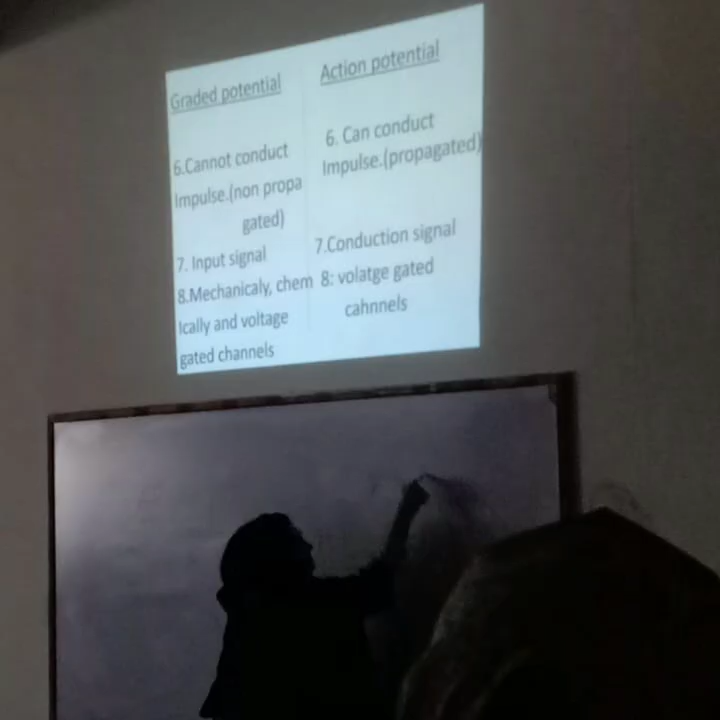 Graded potential
6.Cannot conduct
Impulse.(non propa
gated)
7. Input signal
8.Mechanicaly, chem
Ically and voltage
gated channels
Action potential
6. Can conduct
Impulse.(propagated)
7.Conduction signal
8: volatge gated
cahnnels